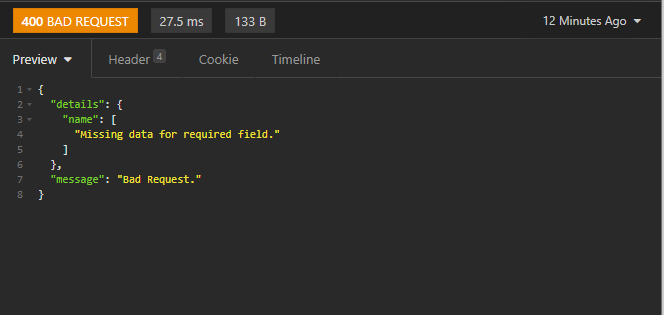 400 BAD REQUEST 27.5 ms 133 B 12 Minutes Ago
Preview Header 4 Cookie Timeline
1 {
2 "details": {
3 "name": [
4 "Missing data for required field."
5 ]
6 },
7 "message": "Bad Request."
8 }